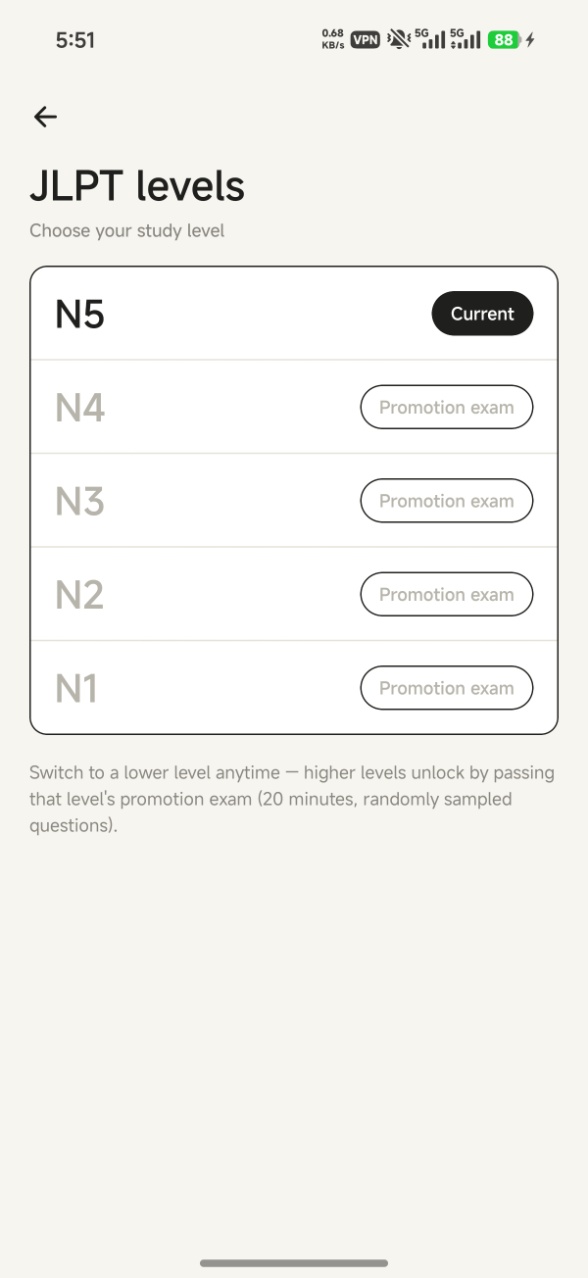 5:51
0.68
KB/s
VPN
5G
5G
88
JLPT levels
Choose your study level
N5
Current
N4
Promotion exam
N3
Promotion exam
N2
Promotion exam
N1
Promotion exam
Switch to a lower level anytime — higher levels unlock by passing
that level's promotion exam (20 minutes, randomly sampled
questions).